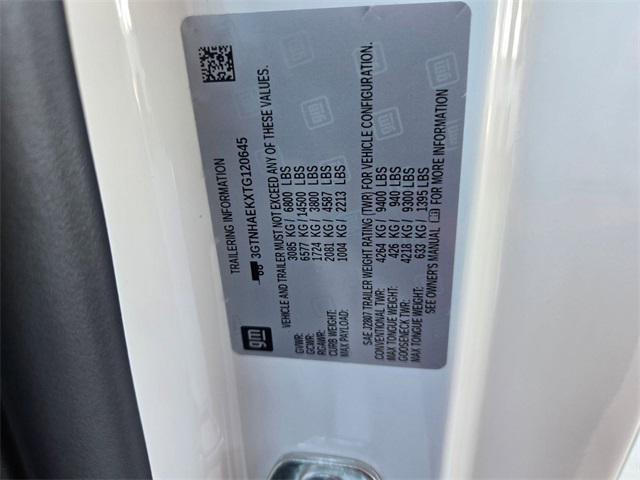 TRAILERING INFORMATION
3GTNHAEKXTG120645
VEHICLE AND TRAILER MUST NOT EXCEED ANY OF THESE VALUES.
GVWR: 3085 KG / 6800 LBS
GCWR: 6577 KG / 14500 LBS
RGAWR: 1724 KG / 3800 LBS
CURB WEIGHT: 2081 KG / 4587 LBS
MAX PAYLOAD: 1004 KG / 2213 LBS
SAE J2807 TRAILER WEIGHT RATING (TWR) FOR VEHICLE CONFIGURATION.
CONVENTIONAL TWR: 4264 KG / 9400 LBS
MAX TONGUE WEIGHT: 426 KG / 940 LBS
GOOSENECK TWR: 4218 KG / 9300 LBS
MAX TONGUE WEIGHT: 633 KG / 1395 LBS
SEE OWNER'S MANUAL FOR MORE INFORMATION
gm